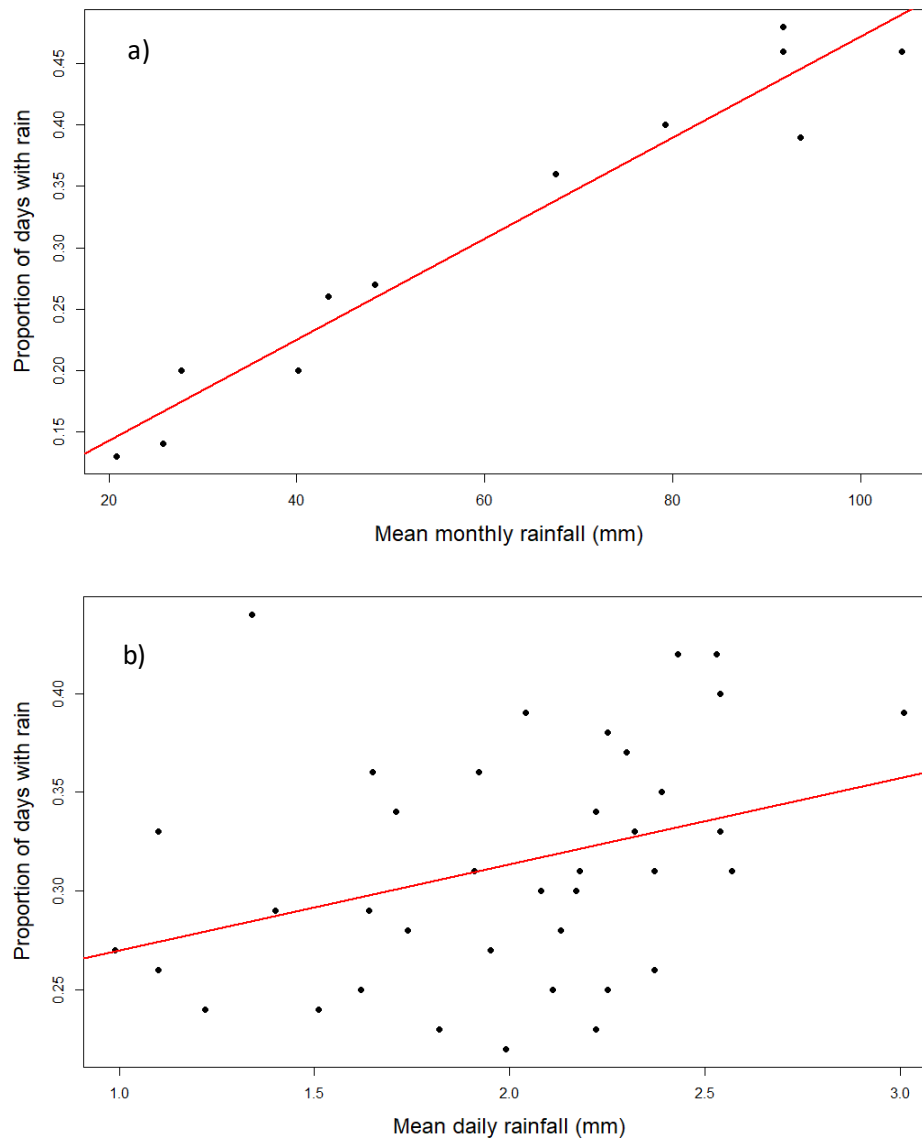 a)
Proportion of days with rain
0.45
0.40
0.35
0.30
0.25
0.20
0.15
20 40 60 80 100
Mean monthly rainfall (mm)
b)
Proportion of days with rain
0.40
0.35
0.30
0.25
1.0 1.5 2.0 2.5 3.0
Mean daily rainfall (mm)